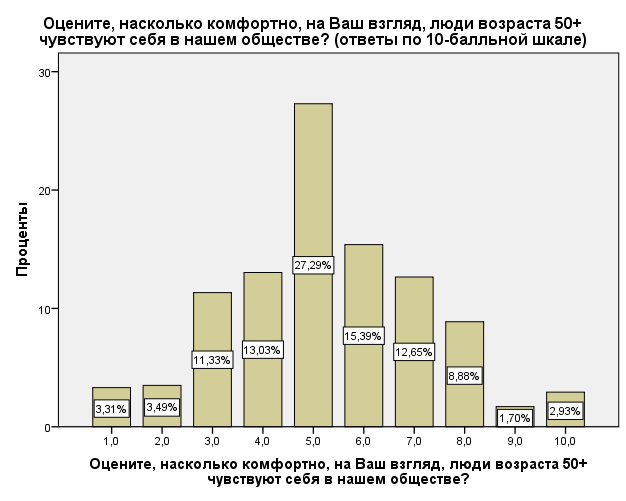 Оцените, насколько комфортно, на Ваш взгляд, люди возраста 50+
чувствуют себя в нашем обществе? (ответы по 10-балльной шкале)
Проценты
30
20
10
0
3,31%
3,49%
11,33%
13,03%
27,29%
15,39%
12,65%
8,88%
1,70%
2,93%
1,0 2,0 3,0 4,0 5,0 6,0 7,0 8,0 9,0 10,0
Оцените, насколько комфортно, на Ваш взгляд, люди возраста 50+
чувствуют себя в нашем обществе?